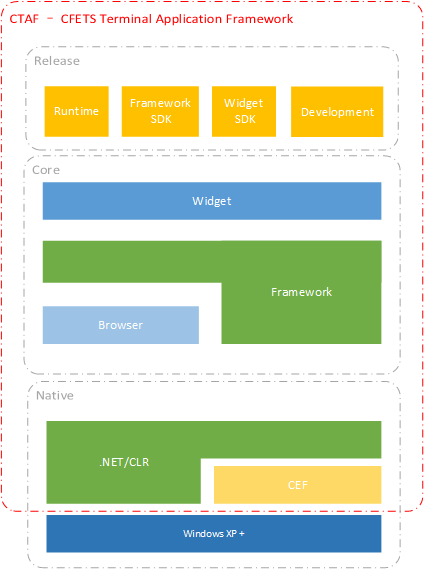 CTAF – CFETS Terminal Application Framework
Release
Runtime
Framework
SDK
Widget
SDK
Development
Core
Widget
Framework
Browser
Native
.NET/CLR
CEF
Windows XP +